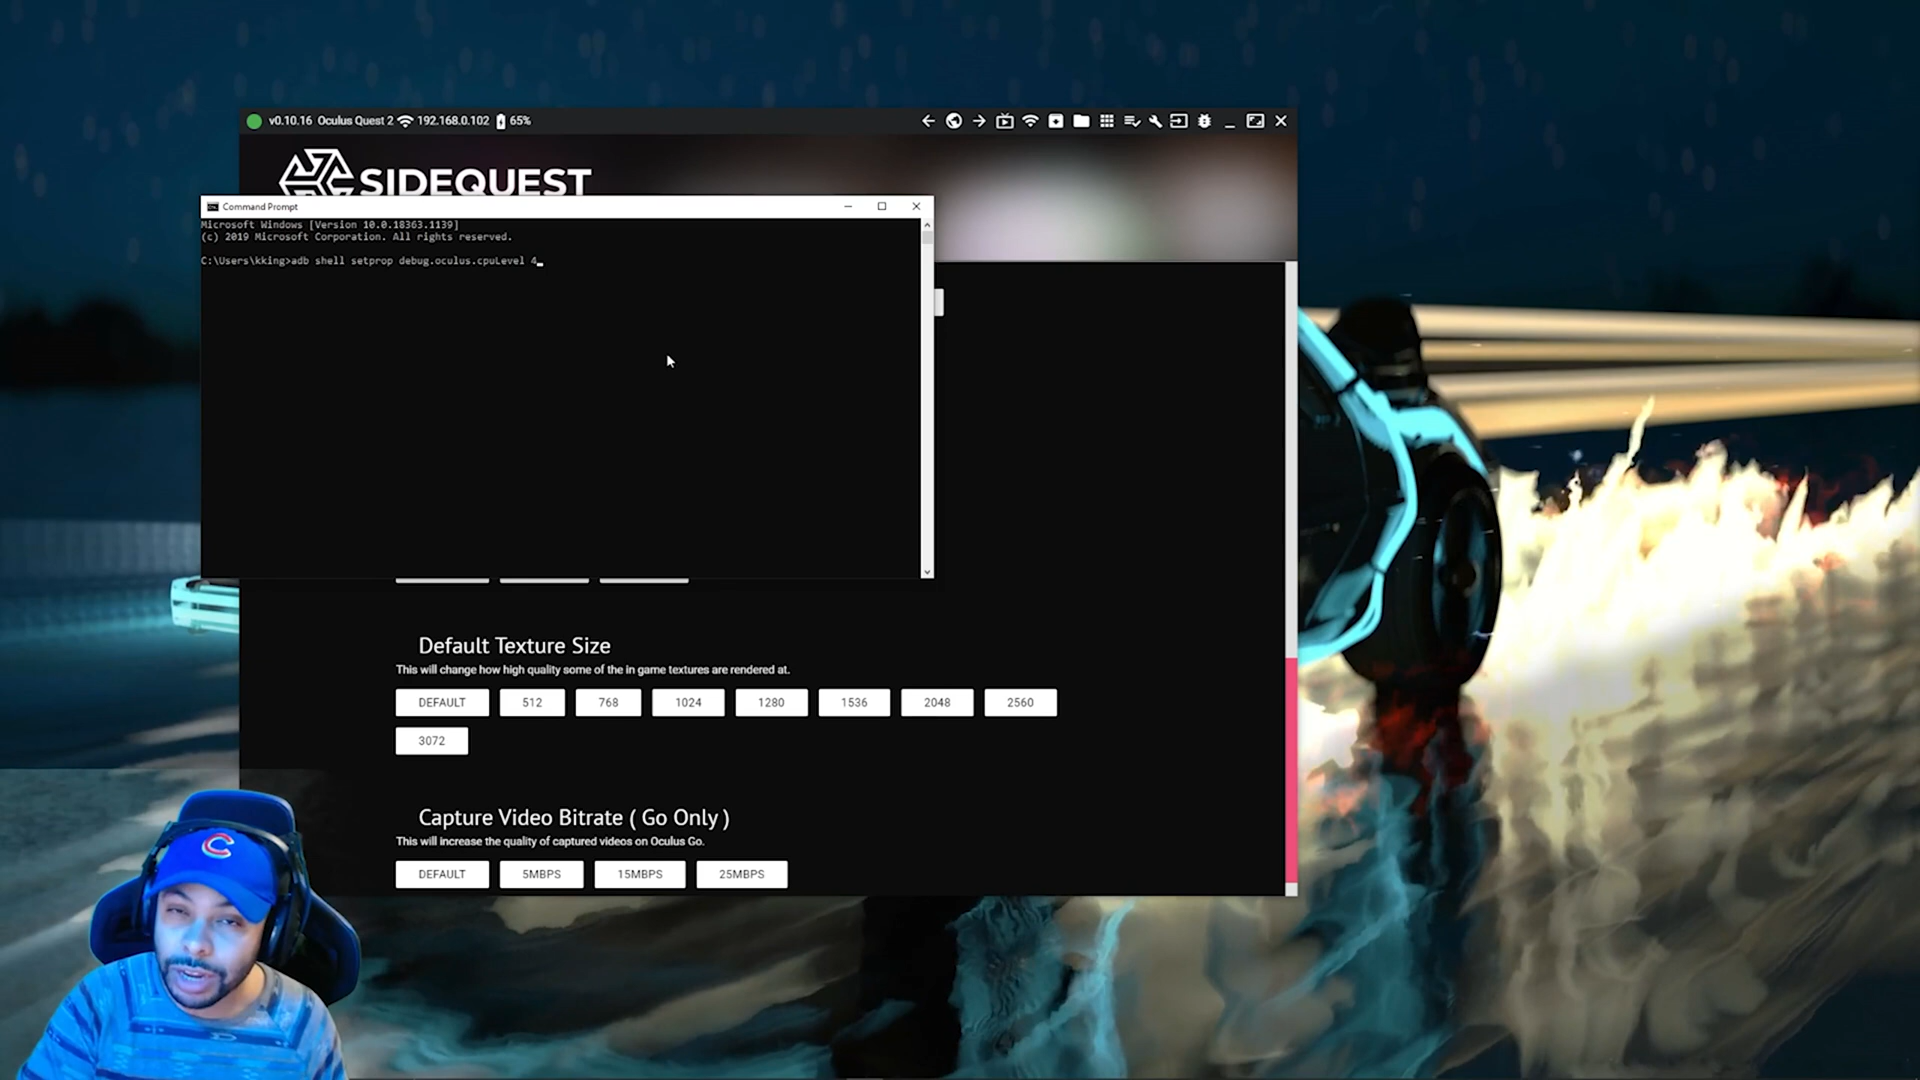 v0.10.16 Oculus Quest 2 192.168.0.102 65%
SIDEQUEST
Command Prompt
Microsoft Windows [Version 10.0.18363.1139]
(c) 2019 Microsoft Corporation. All rights reserved.
C:\Users\kking>adb shell setprop debug.oculus.cpuLevel 4_
Default Texture Size
This will change how high quality some of the in game textures are rendered at.
DEFAULT 512 768 1024 1280 1536 2048 2560
3072
Capture Video Bitrate ( Go Only )
This will increase the quality of captured videos on Oculus Go.
DEFAULT 5MBPS 15MBPS 25MBPS
C